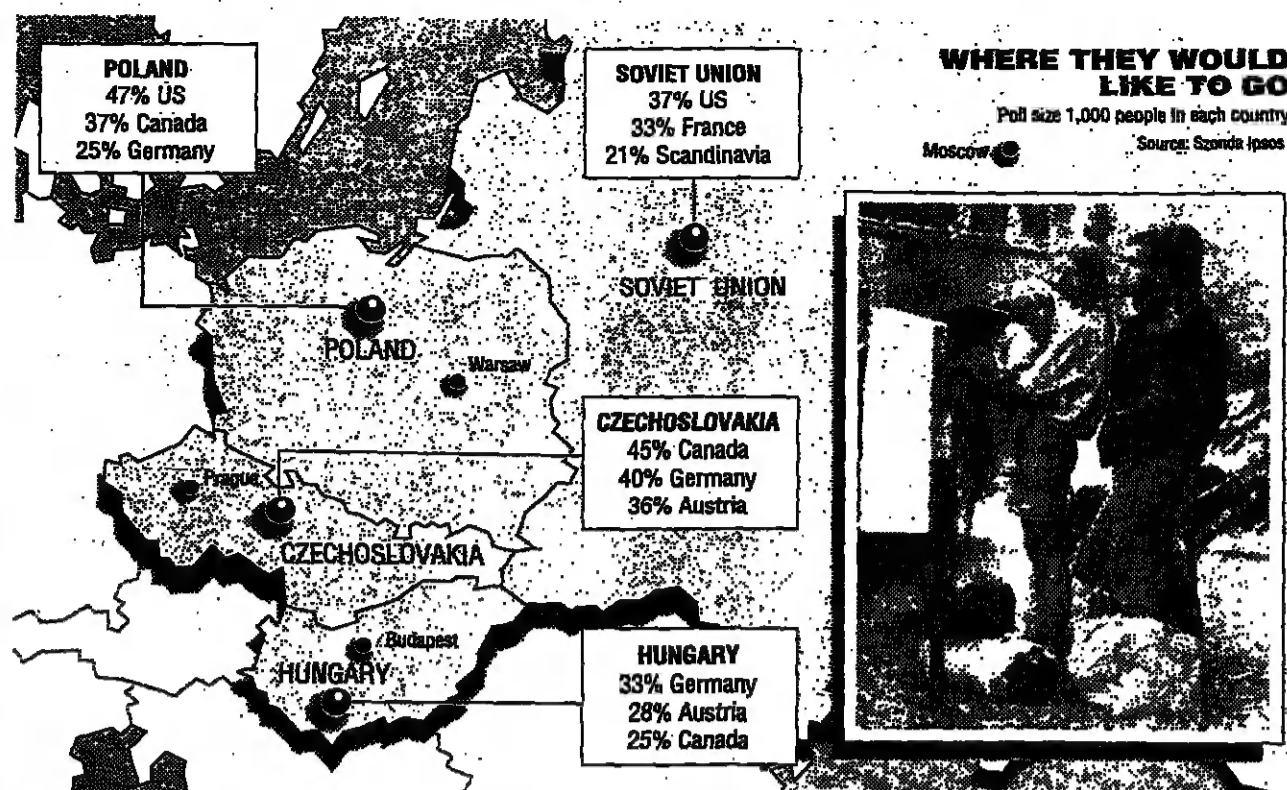 WHERE THEY WOULD
LIKE TO GO
Poll size 1,000 people in each country
Source: Szonda Ipsos
POLAND
47% US
37% Canada
25% Germany
SOVIET UNION
37% US
33% France
21% Scandinavia
Moscow
SOVIET UNION
POLAND
Warsaw
CZECHOSLOVAKIA
45% Canada
40% Germany
36% Austria
Prague
CZECHOSLOVAKIA
Budapest
HUNGARY
HUNGARY
33% Germany
28% Austria
25% Canada